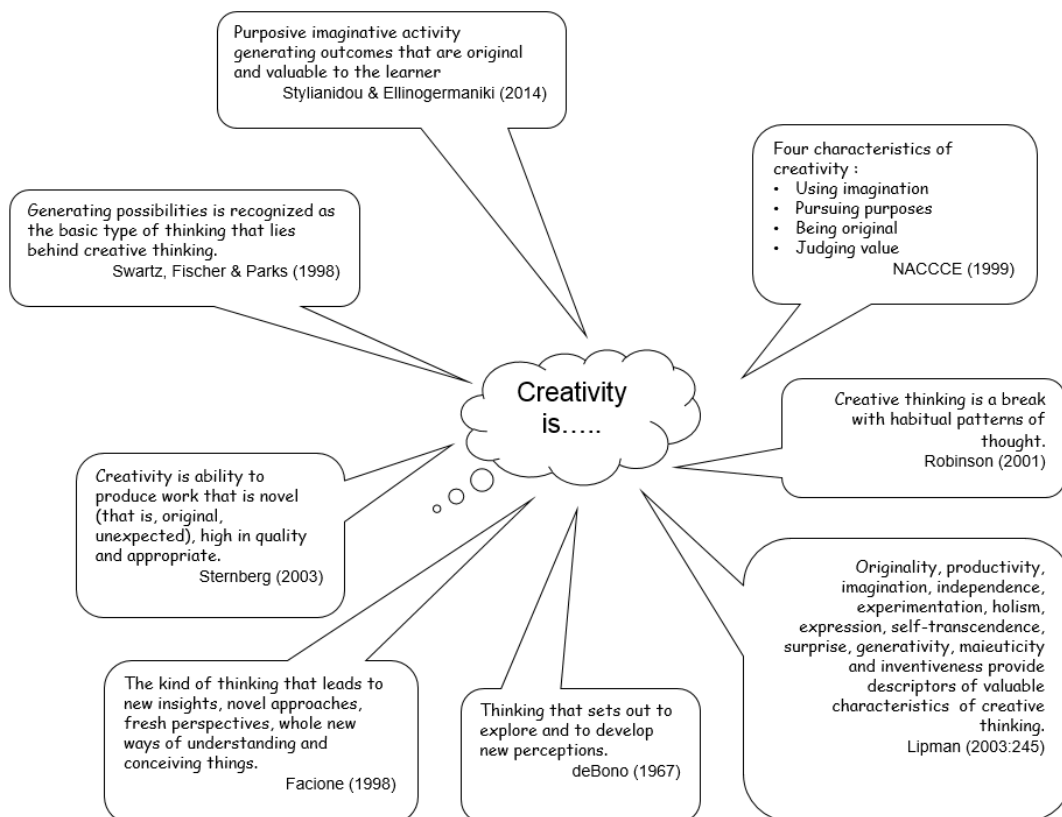 Purposive imaginative activity
generating outcomes that are original
and valuable to the learner
Stylianidou & Ellinogermaniki (2014)
Four characteristics of
creativity :
• Using imagination
• Pursuing purposes
• Being original
• Judging value
NACCCE (1999)
Generating possibilities is recognized as
the basic type of thinking that lies
behind creative thinking.
Swartz, Fischer & Parks (1998)
Creativity
is…..
Creative thinking is a break
with habitual patterns of
thought.
Robinson (2001)
Creativity is ability to
produce work that is novel
(that is, original,
unexpected), high in quality
and appropriate.
Sternberg (2003)
Originality, productivity,
imagination, independence,
experimentation, holism,
expression, self-transcendence,
surprise, generativity, maieuticity
and inventiveness provide
descriptors of valuable
characteristics of creative
thinking.
Lipman (2003:245)
The kind of thinking that leads to
new insights, novel approaches,
fresh perspectives, whole new
ways of understanding and
conceiving things.
Facione (1998)
Thinking that sets out to
explore and to develop
new perceptions.
deBono (1967)